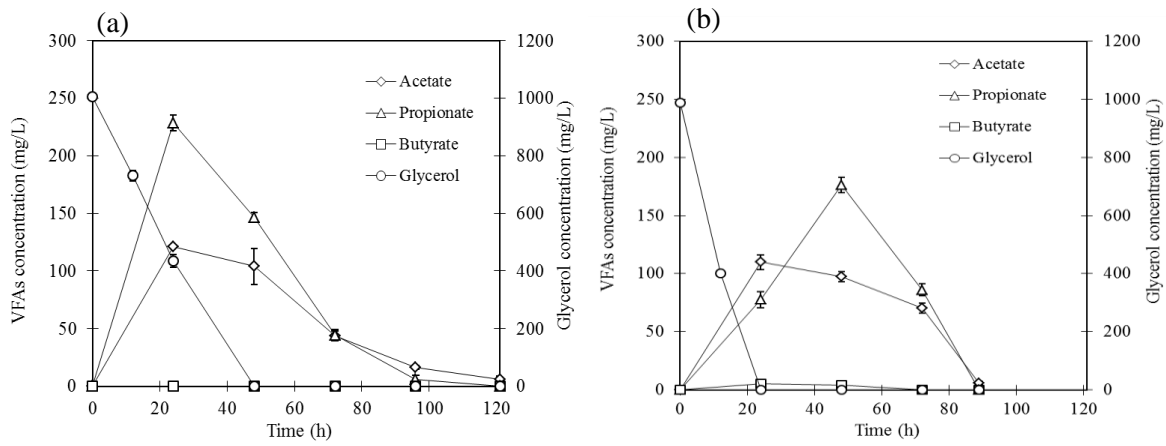 (a)
300
250
200
150
100
50
0
VFAs concentration (mg/L)
1200
1000
800
600
400
200
0
Glycerol concentration (mg/L)
0 20 40 60 80 100 120
Time (h)
Acetate
Propionate
Butyrate
Glycerol
(b)
300
250
200
150
100
50
0
VFAs concentration (mg/L)
1200
1000
800
600
400
200
0
Glycerol concentration (mg/L)
0 20 40 60 80 100 120
Time (h)
Acetate
Propionate
Butyrate
Glycerol